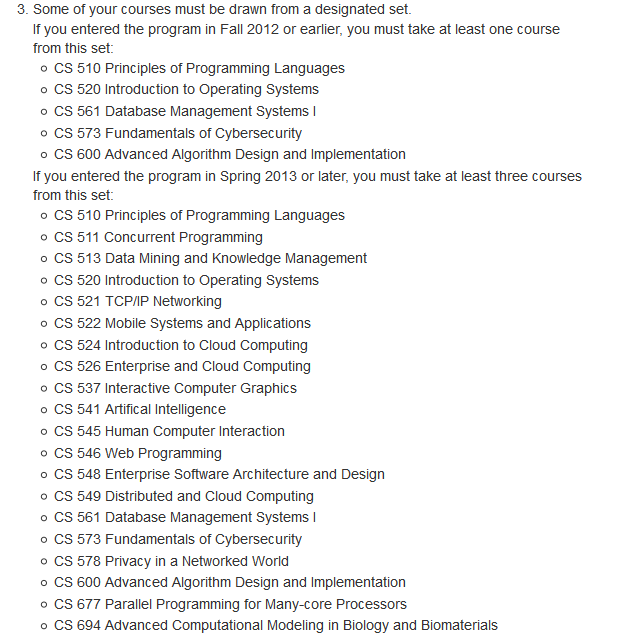 3. Some of your courses must be drawn from a designated set.
If you entered the program in Fall 2012 or earlier, you must take at least one course
from this set:
CS 510 Principles of Programming Languages
CS 520 Introduction to Operating Systems
CS 561 Database Management Systems I
CS 573 Fundamentals of Cybersecurity
CS 600 Advanced Algorithm Design and Implementation
If you entered the program in Spring 2013 or later, you must take at least three courses
from this set:
CS 510 Principles of Programming Languages
CS 511 Concurrent Programming
CS 513 Data Mining and Knowledge Management
CS 520 Introduction to Operating Systems
CS 521 TCP/IP Networking
CS 522 Mobile Systems and Applications
CS 524 Introduction to Cloud Computing
CS 526 Enterprise and Cloud Computing
CS 537 Interactive Computer Graphics
CS 541 Artifical Intelligence
CS 545 Human Computer Interaction
CS 546 Web Programming
CS 548 Enterprise Software Architecture and Design
CS 549 Distributed and Cloud Computing
CS 561 Database Management Systems I
CS 573 Fundamentals of Cybersecurity
CS 578 Privacy in a Networked World
CS 600 Advanced Algorithm Design and Implementation
CS 677 Parallel Programming for Many-core Processors
CS 694 Advanced Computational Modeling in Biology and Biomaterials